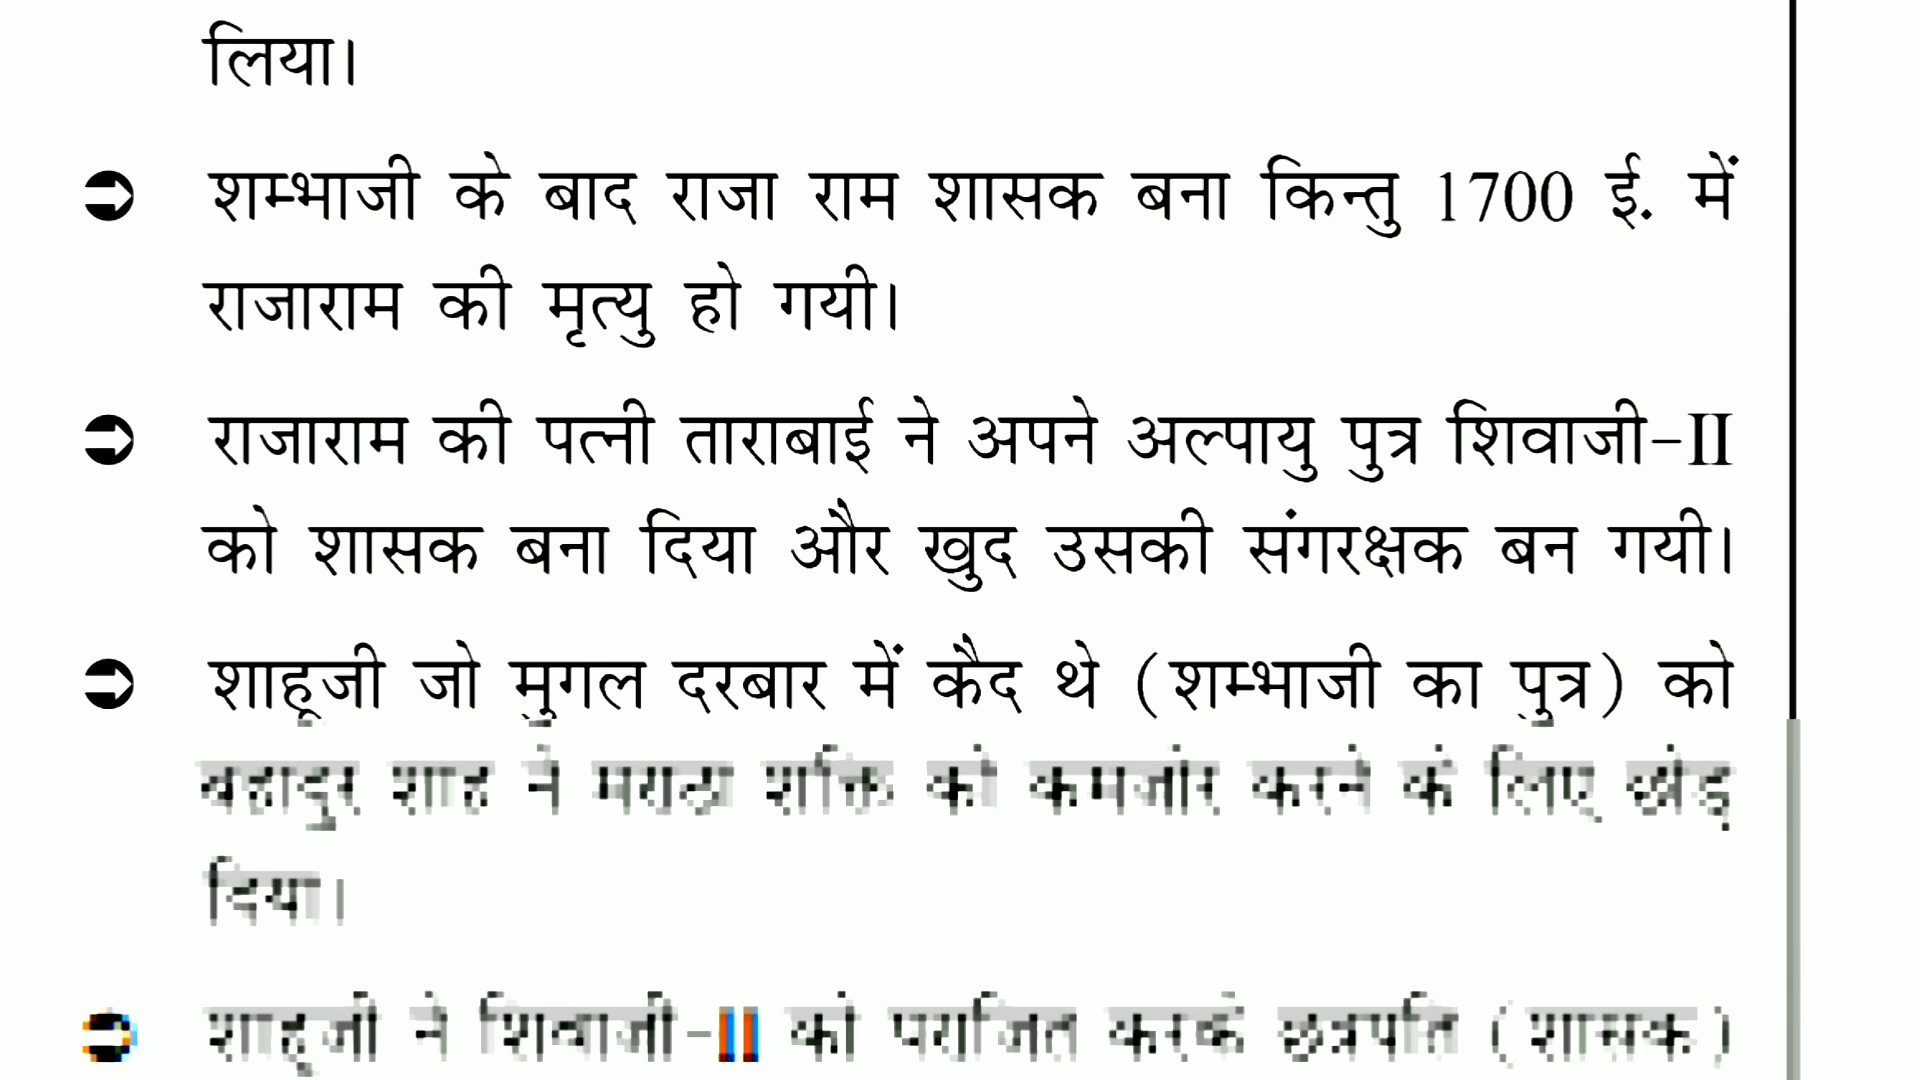 लिया।
शम्भाजी के बाद राजा राम शासक बना किन्तु 1700 ई. में
राजाराम की मृत्यु हो गयी।
राजाराम की पत्नी ताराबाई ने अपने अल्पायु पुत्र शिवाजी-II
को शासक बना दिया और खुद उसकी संगरक्षक बन गयी।
शाहूजी जो मुगल दरबार में कैद थे (शम्भाजी का पुत्र) को
बहादुर शाह ने मराठा शक्ति को कमजोर करने के लिए छोड़
दिया।
शाहूजी ने शिवाजी-II को पराजित करके छत्रपति (शासक)